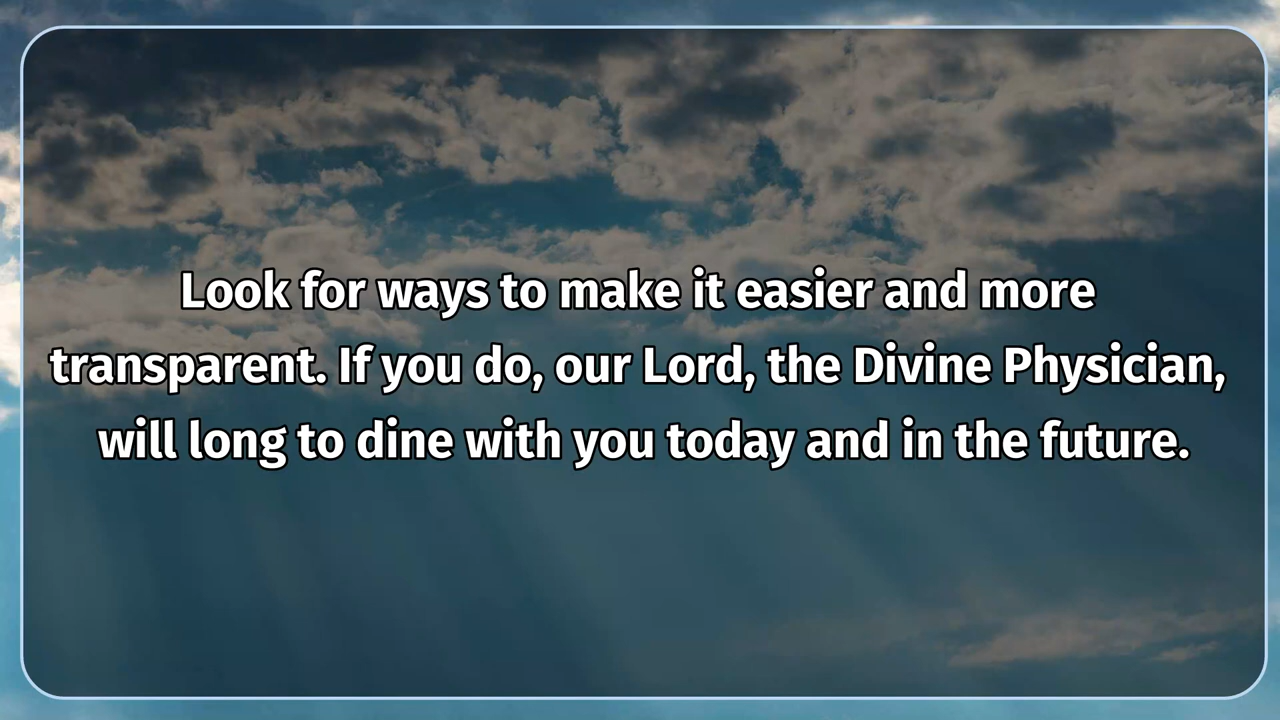 Look for ways to make it easier and more
transparent. If you do, our Lord, the Divine Physician,
will long to dine with you today and in the future.